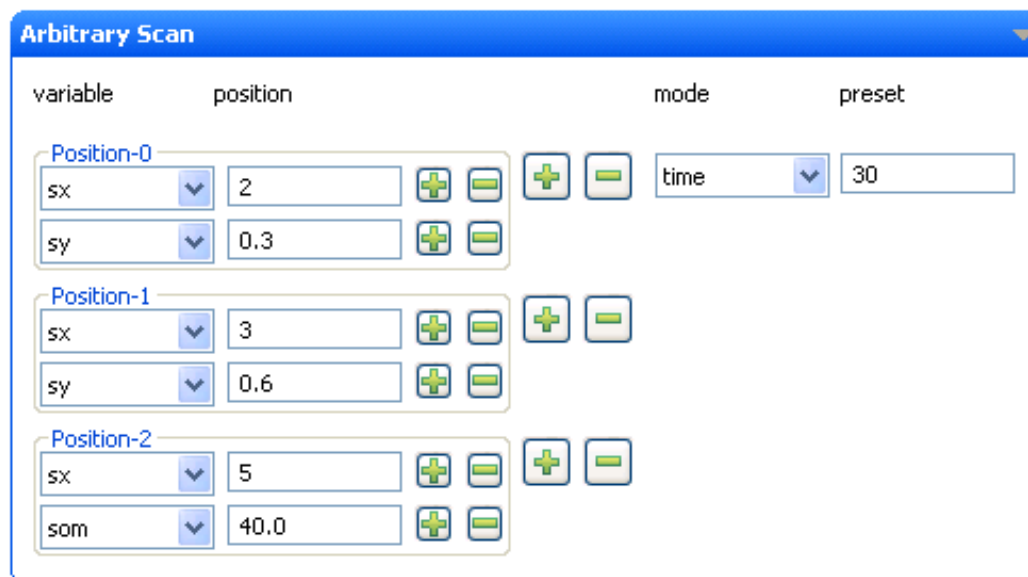 Arbitrary Scan
variable position mode preset
Position-0
sx 2 time 30
sy 0.3
Position-1
sx 3
sy 0.6
Position-2
sx 5
som 40.0